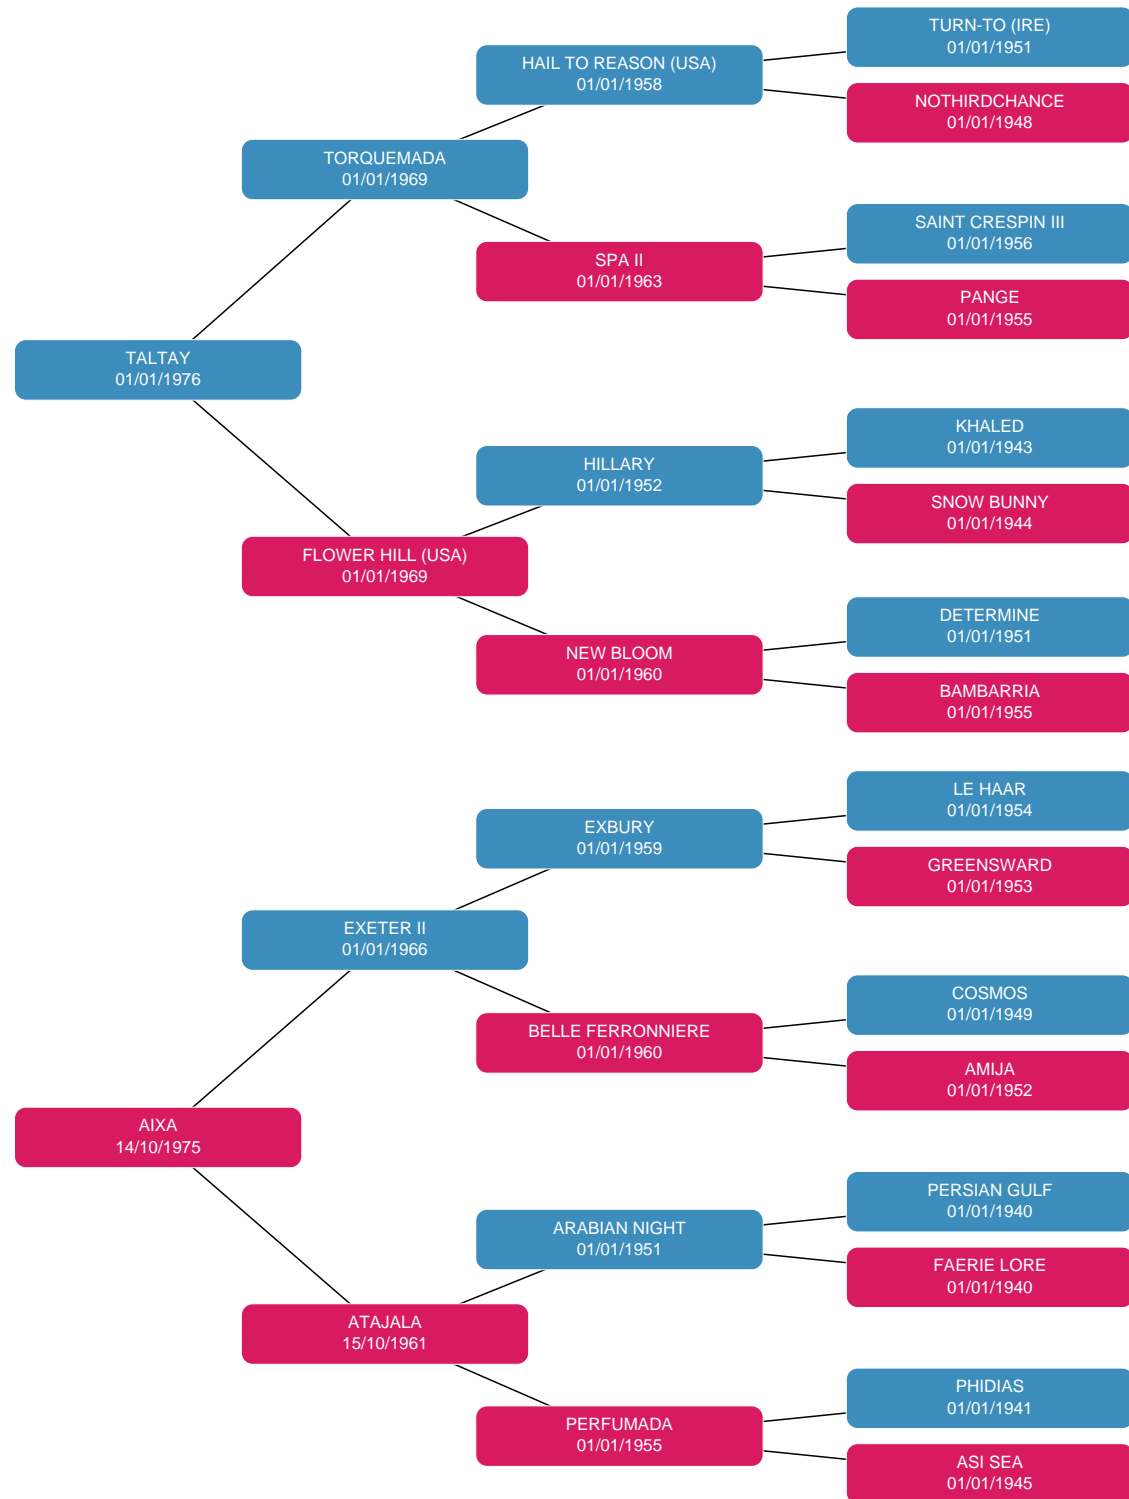 TURN-TO (IRE)
01/01/1951
HAIL TO REASON (USA)
01/01/1958
NOTHIRDCHANCE
01/01/1948
TORQUEMADA
01/01/1969
SAINT CRESPIN III
01/01/1956
SPA II
01/01/1963
PANGE
01/01/1955
TALTAY
01/01/1976
KHALED
01/01/1943
HILLARY
01/01/1952
SNOW BUNNY
01/01/1944
FLOWER HILL (USA)
01/01/1969
DETERMINE
01/01/1951
NEW BLOOM
01/01/1960
BAMBARRIA
01/01/1955
LE HAAR
01/01/1954
EXBURY
01/01/1959
GREENSWARD
01/01/1953
EXETER II
01/01/1966
COSMOS
01/01/1949
BELLE FERRONNIERE
01/01/1960
AMIJA
01/01/1952
AIXA
14/10/1975
PERSIAN GULF
01/01/1940
ARABIAN NIGHT
01/01/1951
FAERIE LORE
01/01/1940
ATAJALA
15/10/1961
PHIDIAS
01/01/1941
PERFUMADA
01/01/1955
ASI SEA
01/01/1945